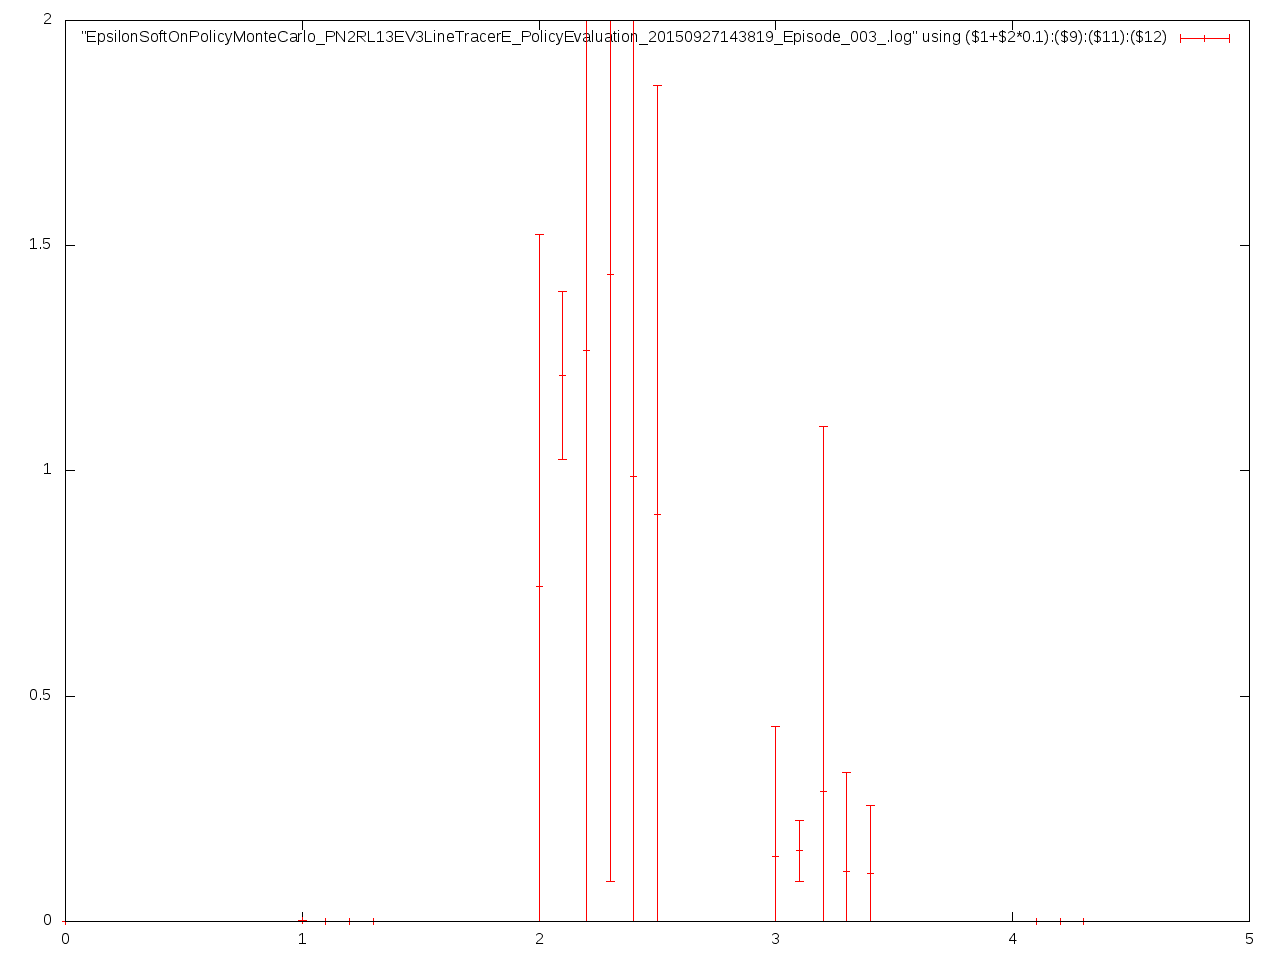 2
"EpsilonSoftOnPolicyMonteCarlo_PN2RL13EV3LineTracerE_PolicyEvaluation_20150927143819_Episode_003_.log" using ($1+$2*0.1):($9):($11):($12)
1.5
1
0.5
0
0 1 2 3 4 5